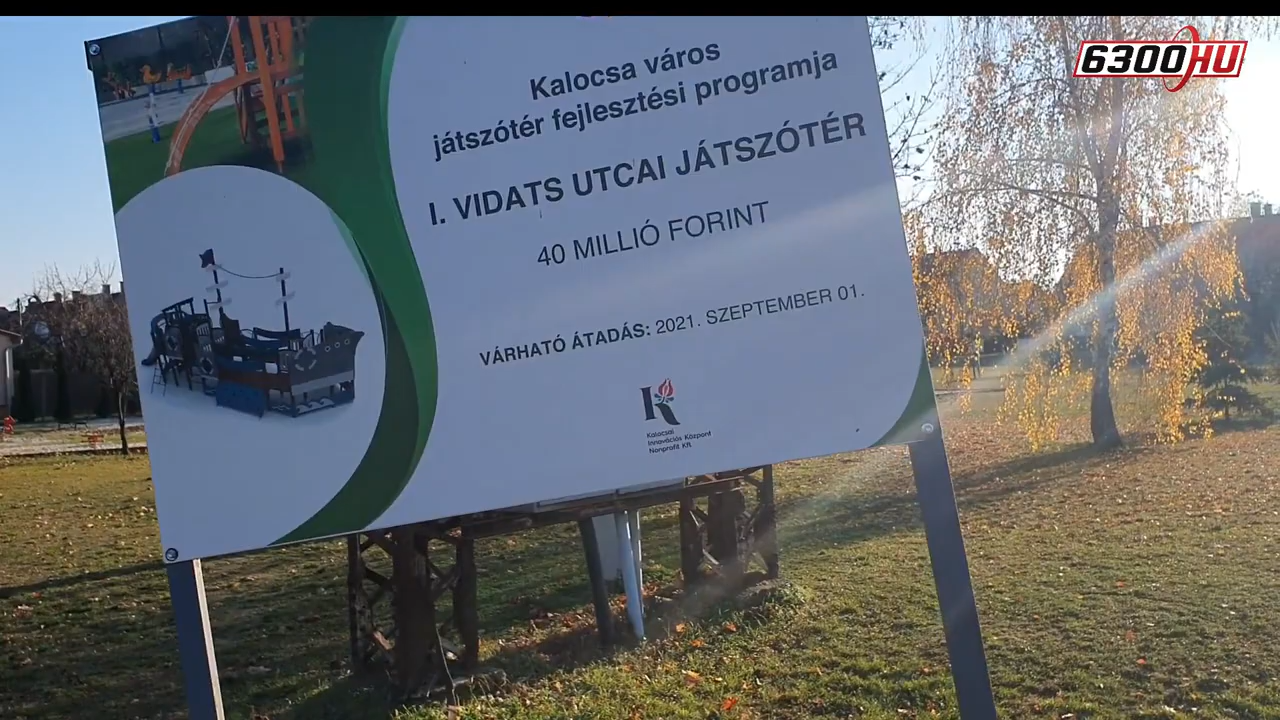 6300HU
Kalocsa város
játszótér fejlesztési programja
I. VIDATS UTCAI JÁTSZÓTÉR
40 MILLIÓ FORINT
VÁRHATÓ ÁTADÁS: 2021. SZEPTEMBER 01.
K
Kalocsai
Innovációs Központ
Nonprofit Kft.